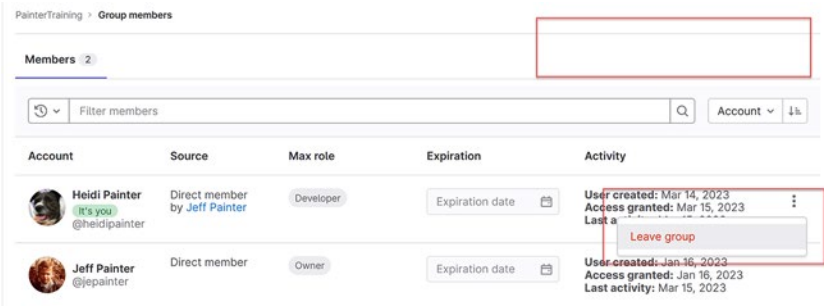 PainterTraining > Group members
Members 2
Filter members
Account
Account Source Max role Expiration Activity
Heidi Painter
It's you
@heidipainter
Direct member
by Jeff Painter
Developer
Expiration date
User created: Mar 14, 2023
Access granted: Mar 15, 2023
Last
Leave group
Jeff Painter
@jepainter
Direct member
Owner
Expiration date
User created: Jan 16, 2023
Access granted: Jan 16, 2023
Last activity: Mar 15, 2023